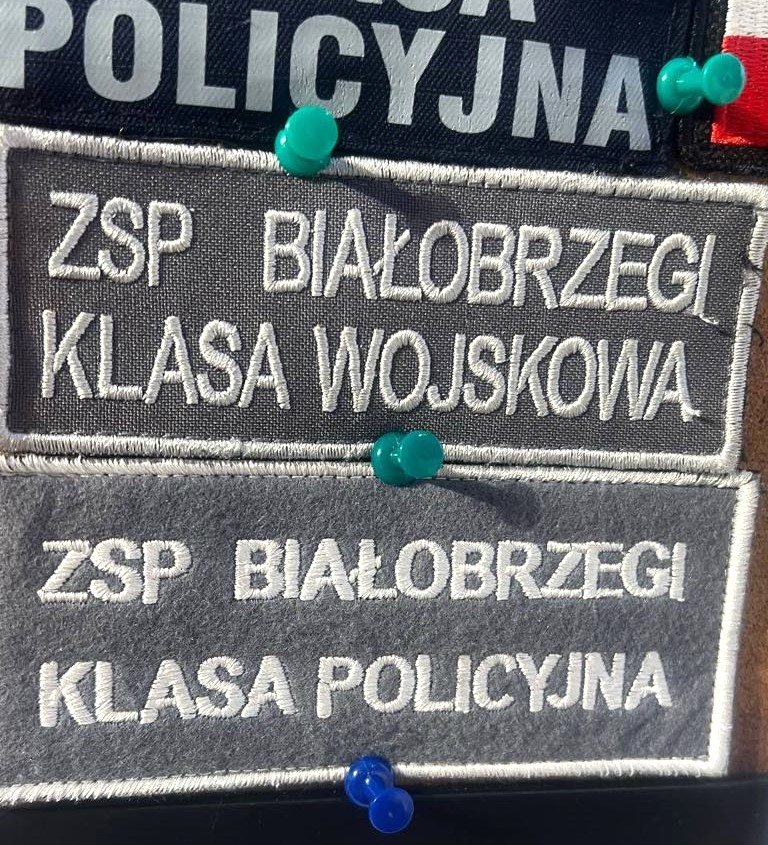 POLICYJNA
ZSP BIAŁOBRZEGI
KLASA WOJSKOWA
ZSP BIAŁOBRZEGI
KLASA POLICYJNA